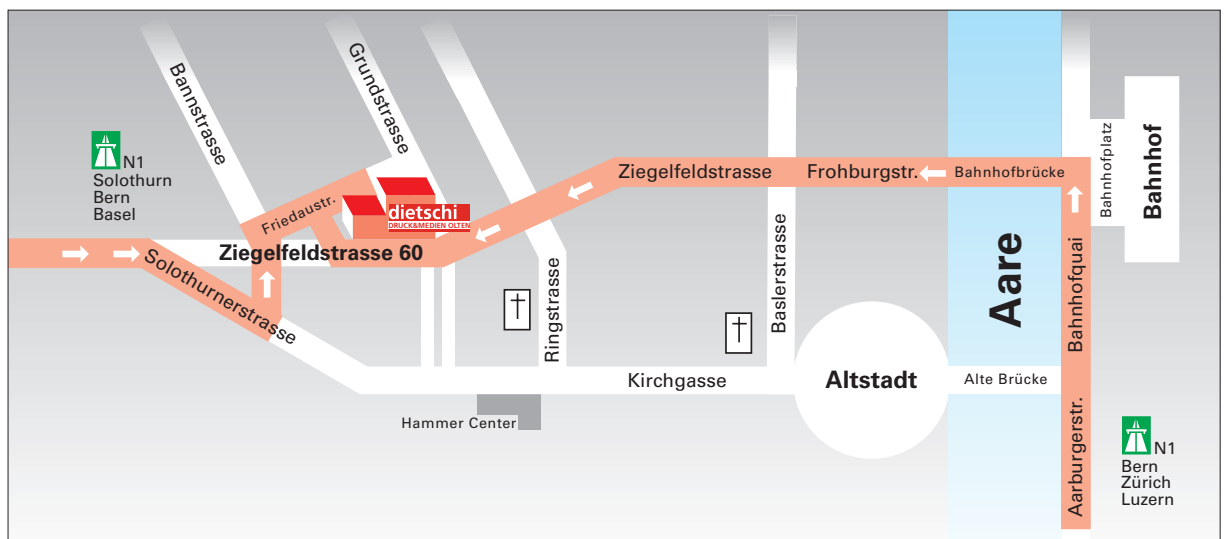 Bannstrasse
Grundstrasse
N1
Solothurn
Bern
Basel
Friedaustr.
dietschi
DRUCK&MEDIEN OLTEN
Ziegelfeldstrasse 60
Solothurnerstrasse
Ziegelfeldstrasse
Frohburgstr.
Bahnhofbrücke
Bahnhofplatz
Bahnhof
Ringstrasse
Baslerstrasse
Aare
Bahnhofquai
Kirchgasse
Altstadt
Alte Brücke
Hammer Center
Aarburgerstr.
N1
Bern
Zürich
Luzern